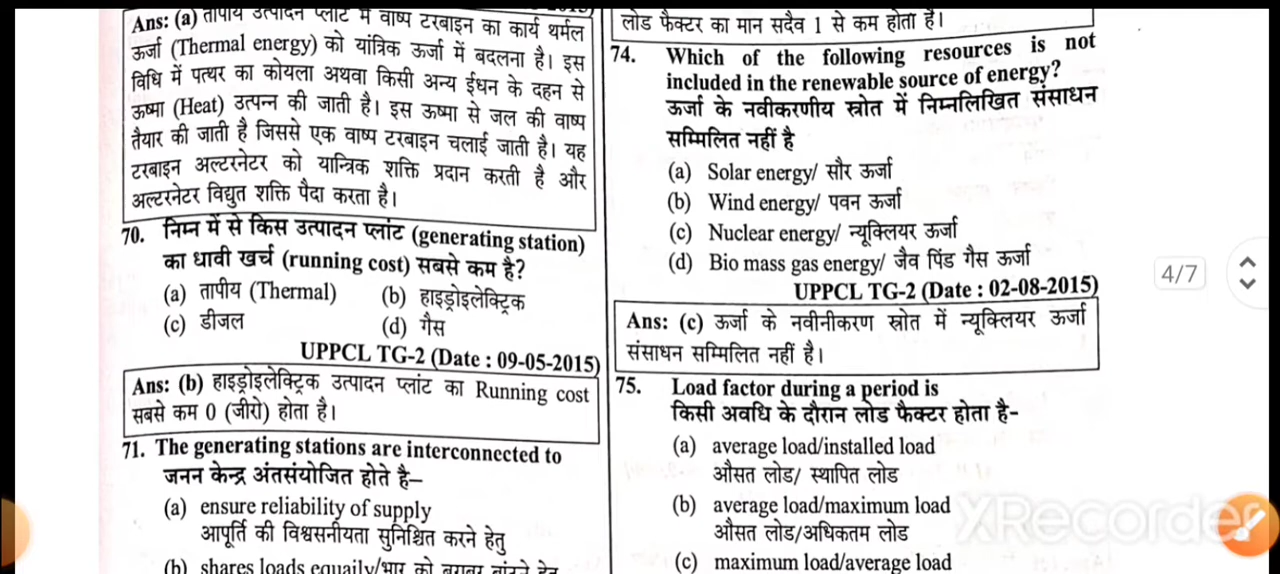 Ans: (a) तापीय उत्पादन प्लांट में वाष्प टरबाइन का कार्य थर्मल
ऊर्जा (Thermal energy) को यांत्रिक ऊर्जा में बदलना है। इस
विधि में पत्थर का कोयला अथवा किसी अन्य ईधन के दहन से
ऊष्मा (Heat) उत्पन्न की जाती है। इस ऊष्मा से जल की वाष्प
तैयार की जाती है जिससे एक वाष्प टरबाइन चलाई जाती है। यह
टरबाइन अल्टरनेटर को यान्त्रिक शक्ति प्रदान करती है और
अल्टरनेटर विद्युत शक्ति पैदा करता है।
70. निम्न में से किस उत्पादन प्लांट (generating station)
का धावी खर्च (running cost) सबसे कम है?
(a) तापीय (Thermal) (b) हाइड्रोइलेक्ट्रिक
(c) डीजल (d) गैस
UPPCL TG-2 (Date : 09-05-2015)
Ans: (b) हाइड्रोइलेक्ट्रिक उत्पादन प्लांट का Running cost
सबसे कम 0 (जीरो) होता है।
71. The generating stations are interconnected to
जनन केन्द्र अंतसंयोजित होते है–
(a) ensure reliability of supply
आपूर्ति की विश्वसनीयता सुनिश्चित करने हेतु
(b) shares loads equaily/भार को बराबर बांटने हेतु
लोड फैक्टर का मान सदैव 1 से कम होता है।
74. Which of the following resources is not
included in the renewable source of energy?
ऊर्जा के नवीकरणीय स्रोत में निम्नलिखित संसाधन
सम्मिलित नहीं है
(a) Solar energy/ सौर ऊर्जा
(b) Wind energy/ पवन ऊर्जा
(c) Nuclear energy/ न्यूक्लियर ऊर्जा
(d) Bio mass gas energy/ जैव पिंड गैस ऊर्जा
UPPCL TG-2 (Date : 02-08-2015)
Ans: (c) ऊर्जा के नवीनीकरण स्रोत में न्यूक्लियर ऊर्जा
संसाधन सम्मिलित नहीं है।
75. Load factor during a period is
किसी अवधि के दौरान लोड फैक्टर होता है-
(a) average load/installed load
औसत लोड/ स्थापित लोड
(b) average load/maximum load
औसत लोड/अधिकतम लोड
(c) maximum load/average load
4/7
XRecorder